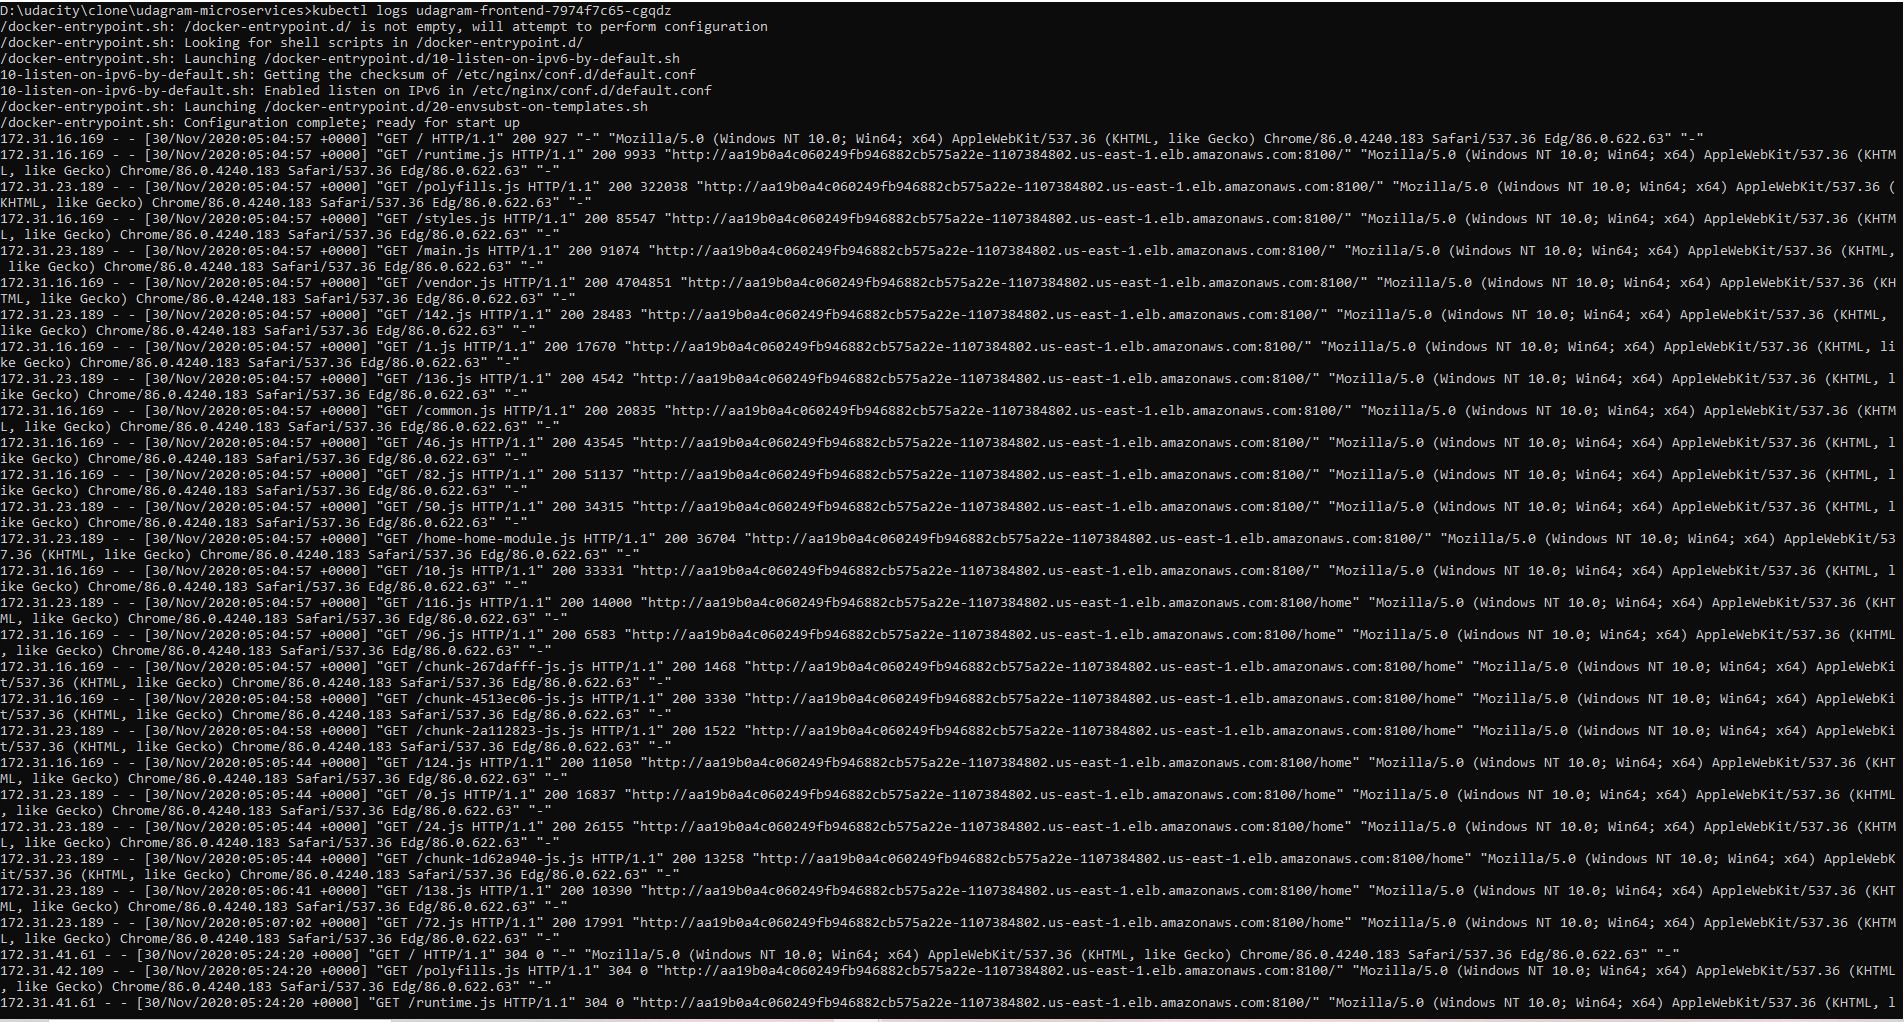 D:\udacity\clone\udagram-microservices>kubectl logs udagram-frontend-7974f7c65-cgqdz
/docker-entrypoint.sh: /docker-entrypoint.d/ is not empty, will attempt to perform configuration
/docker-entrypoint.sh: Looking for shell scripts in /docker-entrypoint.d/
/docker-entrypoint.sh: Launching /docker-entrypoint.d/10-listen-on-ipv6-by-default.sh
10-listen-on-ipv6-by-default.sh: Getting the checksum of /etc/nginx/conf.d/default.conf
10-listen-on-ipv6-by-default.sh: Enabled listen on IPv6 in /etc/nginx/conf.d/default.conf
/docker-entrypoint.sh: Launching /docker-entrypoint.d/20-envsubst-on-templates.sh
/docker-entrypoint.sh: Configuration complete; ready for start up
172.31.16.169 - - [30/Nov/2020:05:04:57 +0000] "GET / HTTP/1.1" 200 927 "-" "Mozilla/5.0 (Windows NT 10.0; Win64; x64) AppleWebKit/537.36 (KHTML, like Gecko) Chrome/86.0.4240.183 Safari/537.36 Edg/86.0.622.63" "-"
172.31.16.169 - - [30/Nov/2020:05:04:57 +0000] "GET /runtime.js HTTP/1.1" 200 9933 "http://aa19b0a4c060249fb946882cb575a22e-1107384802.us-east-1.elb.amazonaws.com:8100/" "Mozilla/5.0 (Windows NT 10.0; Win64; x64) AppleWebKit/537.36 (KHTM
L, like Gecko) Chrome/86.0.4240.183 Safari/537.36 Edg/86.0.622.63" "-"
172.31.23.189 - - [30/Nov/2020:05:04:57 +0000] "GET /polyfills.js HTTP/1.1" 200 322038 "http://aa19b0a4c060249fb946882cb575a22e-1107384802.us-east-1.elb.amazonaws.com:8100/" "Mozilla/5.0 (Windows NT 10.0; Win64; x64) AppleWebKit/537.36 (
KHTML, like Gecko) Chrome/86.0.4240.183 Safari/537.36 Edg/86.0.622.63" "-"
172.31.16.169 - - [30/Nov/2020:05:04:57 +0000] "GET /styles.js HTTP/1.1" 200 85547 "http://aa19b0a4c060249fb946882cb575a22e-1107384802.us-east-1.elb.amazonaws.com:8100/" "Mozilla/5.0 (Windows NT 10.0; Win64; x64) AppleWebKit/537.36 (KHTM
L, like Gecko) Chrome/86.0.4240.183 Safari/537.36 Edg/86.0.622.63" "-"
172.31.23.189 - - [30/Nov/2020:05:04:57 +0000] "GET /main.js HTTP/1.1" 200 91074 "http://aa19b0a4c060249fb946882cb575a22e-1107384802.us-east-1.elb.amazonaws.com:8100/" "Mozilla/5.0 (Windows NT 10.0; Win64; x64) AppleWebKit/537.36 (KHTML,
 like Gecko) Chrome/86.0.4240.183 Safari/537.36 Edg/86.0.622.63" "-"
172.31.16.169 - - [30/Nov/2020:05:04:57 +0000] "GET /vendor.js HTTP/1.1" 200 4704851 "http://aa19b0a4c060249fb946882cb575a22e-1107384802.us-east-1.elb.amazonaws.com:8100/" "Mozilla/5.0 (Windows NT 10.0; Win64; x64) AppleWebKit/537.36 (KH
TML, like Gecko) Chrome/86.0.4240.183 Safari/537.36 Edg/86.0.622.63" "-"
172.31.23.189 - - [30/Nov/2020:05:04:57 +0000] "GET /142.js HTTP/1.1" 200 28483 "http://aa19b0a4c060249fb946882cb575a22e-1107384802.us-east-1.elb.amazonaws.com:8100/" "Mozilla/5.0 (Windows NT 10.0; Win64; x64) AppleWebKit/537.36 (KHTML,
like Gecko) Chrome/86.0.4240.183 Safari/537.36 Edg/86.0.622.63" "-"
172.31.16.169 - - [30/Nov/2020:05:04:57 +0000] "GET /1.js HTTP/1.1" 200 17670 "http://aa19b0a4c060249fb946882cb575a22e-1107384802.us-east-1.elb.amazonaws.com:8100/" "Mozilla/5.0 (Windows NT 10.0; Win64; x64) AppleWebKit/537.36 (KHTML, li
ke Gecko) Chrome/86.0.4240.183 Safari/537.36 Edg/86.0.622.63" "-"
172.31.23.189 - - [30/Nov/2020:05:04:57 +0000] "GET /136.js HTTP/1.1" 200 4542 "http://aa19b0a4c060249fb946882cb575a22e-1107384802.us-east-1.elb.amazonaws.com:8100/" "Mozilla/5.0 (Windows NT 10.0; Win64; x64) AppleWebKit/537.36 (KHTML, l
ike Gecko) Chrome/86.0.4240.183 Safari/537.36 Edg/86.0.622.63" "-"
172.31.16.169 - - [30/Nov/2020:05:04:57 +0000] "GET /common.js HTTP/1.1" 200 20835 "http://aa19b0a4c060249fb946882cb575a22e-1107384802.us-east-1.elb.amazonaws.com:8100/" "Mozilla/5.0 (Windows NT 10.0; Win64; x64) AppleWebKit/537.36 (KHTM
L, like Gecko) Chrome/86.0.4240.183 Safari/537.36 Edg/86.0.622.63" "-"
172.31.16.169 - - [30/Nov/2020:05:04:57 +0000] "GET /46.js HTTP/1.1" 200 43545 "http://aa19b0a4c060249fb946882cb575a22e-1107384802.us-east-1.elb.amazonaws.com:8100/" "Mozilla/5.0 (Windows NT 10.0; Win64; x64) AppleWebKit/537.36 (KHTML, l
ike Gecko) Chrome/86.0.4240.183 Safari/537.36 Edg/86.0.622.63" "-"
172.31.16.169 - - [30/Nov/2020:05:04:57 +0000] "GET /82.js HTTP/1.1" 200 51137 "http://aa19b0a4c060249fb946882cb575a22e-1107384802.us-east-1.elb.amazonaws.com:8100/" "Mozilla/5.0 (Windows NT 10.0; Win64; x64) AppleWebKit/537.36 (KHTML, l
ike Gecko) Chrome/86.0.4240.183 Safari/537.36 Edg/86.0.622.63" "-"
172.31.23.189 - - [30/Nov/2020:05:04:57 +0000] "GET /50.js HTTP/1.1" 200 34315 "http://aa19b0a4c060249fb946882cb575a22e-1107384802.us-east-1.elb.amazonaws.com:8100/" "Mozilla/5.0 (Windows NT 10.0; Win64; x64) AppleWebKit/537.36 (KHTML, l
ike Gecko) Chrome/86.0.4240.183 Safari/537.36 Edg/86.0.622.63" "-"
172.31.23.189 - - [30/Nov/2020:05:04:57 +0000] "GET /home-home-module.js HTTP/1.1" 200 36704 "http://aa19b0a4c060249fb946882cb575a22e-1107384802.us-east-1.elb.amazonaws.com:8100/" "Mozilla/5.0 (Windows NT 10.0; Win64; x64) AppleWebKit/53
7.36 (KHTML, like Gecko) Chrome/86.0.4240.183 Safari/537.36 Edg/86.0.622.63" "-"
172.31.16.169 - - [30/Nov/2020:05:04:57 +0000] "GET /10.js HTTP/1.1" 200 33331 "http://aa19b0a4c060249fb946882cb575a22e-1107384802.us-east-1.elb.amazonaws.com:8100/" "Mozilla/5.0 (Windows NT 10.0; Win64; x64) AppleWebKit/537.36 (KHTML, l
ike Gecko) Chrome/86.0.4240.183 Safari/537.36 Edg/86.0.622.63" "-"
172.31.23.189 - - [30/Nov/2020:05:04:57 +0000] "GET /116.js HTTP/1.1" 200 14000 "http://aa19b0a4c060249fb946882cb575a22e-1107384802.us-east-1.elb.amazonaws.com:8100/home" "Mozilla/5.0 (Windows NT 10.0; Win64; x64) AppleWebKit/537.36 (KHT
ML, like Gecko) Chrome/86.0.4240.183 Safari/537.36 Edg/86.0.622.63" "-"
172.31.16.169 - - [30/Nov/2020:05:04:57 +0000] "GET /96.js HTTP/1.1" 200 6583 "http://aa19b0a4c060249fb946882cb575a22e-1107384802.us-east-1.elb.amazonaws.com:8100/home" "Mozilla/5.0 (Windows NT 10.0; Win64; x64) AppleWebKit/537.36 (KHTML
, like Gecko) Chrome/86.0.4240.183 Safari/537.36 Edg/86.0.622.63" "-"
172.31.16.169 - - [30/Nov/2020:05:04:57 +0000] "GET /chunk-267dafff-js.js HTTP/1.1" 200 1468 "http://aa19b0a4c060249fb946882cb575a22e-1107384802.us-east-1.elb.amazonaws.com:8100/home" "Mozilla/5.0 (Windows NT 10.0; Win64; x64) AppleWebKi
t/537.36 (KHTML, like Gecko) Chrome/86.0.4240.183 Safari/537.36 Edg/86.0.622.63" "-"
172.31.16.169 - - [30/Nov/2020:05:04:58 +0000] "GET /chunk-4513ec06-js.js HTTP/1.1" 200 3330 "http://aa19b0a4c060249fb946882cb575a22e-1107384802.us-east-1.elb.amazonaws.com:8100/home" "Mozilla/5.0 (Windows NT 10.0; Win64; x64) AppleWebKi
t/537.36 (KHTML, like Gecko) Chrome/86.0.4240.183 Safari/537.36 Edg/86.0.622.63" "-"
172.31.23.189 - - [30/Nov/2020:05:04:58 +0000] "GET /chunk-2a112823-js.js HTTP/1.1" 200 1522 "http://aa19b0a4c060249fb946882cb575a22e-1107384802.us-east-1.elb.amazonaws.com:8100/home" "Mozilla/5.0 (Windows NT 10.0; Win64; x64) AppleWebKi
t/537.36 (KHTML, like Gecko) Chrome/86.0.4240.183 Safari/537.36 Edg/86.0.622.63" "-"
172.31.16.169 - - [30/Nov/2020:05:05:44 +0000] "GET /124.js HTTP/1.1" 200 11050 "http://aa19b0a4c060249fb946882cb575a22e-1107384802.us-east-1.elb.amazonaws.com:8100/home" "Mozilla/5.0 (Windows NT 10.0; Win64; x64) AppleWebKit/537.36 (KHT
ML, like Gecko) Chrome/86.0.4240.183 Safari/537.36 Edg/86.0.622.63" "-"
172.31.23.189 - - [30/Nov/2020:05:05:44 +0000] "GET /0.js HTTP/1.1" 200 16837 "http://aa19b0a4c060249fb946882cb575a22e-1107384802.us-east-1.elb.amazonaws.com:8100/home" "Mozilla/5.0 (Windows NT 10.0; Win64; x64) AppleWebKit/537.36 (KHTML
, like Gecko) Chrome/86.0.4240.183 Safari/537.36 Edg/86.0.622.63" "-"
172.31.23.189 - - [30/Nov/2020:05:05:44 +0000] "GET /24.js HTTP/1.1" 200 26155 "http://aa19b0a4c060249fb946882cb575a22e-1107384802.us-east-1.elb.amazonaws.com:8100/home" "Mozilla/5.0 (Windows NT 10.0; Win64; x64) AppleWebKit/537.36 (KHTM
L, like Gecko) Chrome/86.0.4240.183 Safari/537.36 Edg/86.0.622.63" "-"
172.31.23.189 - - [30/Nov/2020:05:05:44 +0000] "GET /chunk-1d62a940-js.js HTTP/1.1" 200 13258 "http://aa19b0a4c060249fb946882cb575a22e-1107384802.us-east-1.elb.amazonaws.com:8100/home" "Mozilla/5.0 (Windows NT 10.0; Win64; x64) AppleWebK
it/537.36 (KHTML, like Gecko) Chrome/86.0.4240.183 Safari/537.36 Edg/86.0.622.63" "-"
172.31.23.189 - - [30/Nov/2020:05:06:41 +0000] "GET /138.js HTTP/1.1" 200 10390 "http://aa19b0a4c060249fb946882cb575a22e-1107384802.us-east-1.elb.amazonaws.com:8100/home" "Mozilla/5.0 (Windows NT 10.0; Win64; x64) AppleWebKit/537.36 (KHT
ML, like Gecko) Chrome/86.0.4240.183 Safari/537.36 Edg/86.0.622.63" "-"
172.31.23.189 - - [30/Nov/2020:05:07:02 +0000] "GET /72.js HTTP/1.1" 200 17991 "http://aa19b0a4c060249fb946882cb575a22e-1107384802.us-east-1.elb.amazonaws.com:8100/home" "Mozilla/5.0 (Windows NT 10.0; Win64; x64) AppleWebKit/537.36 (KHTM
L, like Gecko) Chrome/86.0.4240.183 Safari/537.36 Edg/86.0.622.63" "-"
172.31.41.61 - - [30/Nov/2020:05:24:20 +0000] "GET / HTTP/1.1" 304 0 "-" "Mozilla/5.0 (Windows NT 10.0; Win64; x64) AppleWebKit/537.36 (KHTML, like Gecko) Chrome/86.0.4240.183 Safari/537.36 Edg/86.0.622.63" "-"
172.31.42.109 - - [30/Nov/2020:05:24:20 +0000] "GET /polyfills.js HTTP/1.1" 304 0 "http://aa19b0a4c060249fb946882cb575a22e-1107384802.us-east-1.elb.amazonaws.com:8100/" "Mozilla/5.0 (Windows NT 10.0; Win64; x64) AppleWebKit/537.36 (KHTML
, like Gecko) Chrome/86.0.4240.183 Safari/537.36 Edg/86.0.622.63" "-"
172.31.41.61 - - [30/Nov/2020:05:24:20 +0000] "GET /runtime.js HTTP/1.1" 304 0 "http://aa19b0a4c060249fb946882cb575a22e-1107384802.us-east-1.elb.amazonaws.com:8100/" "Mozilla/5.0 (Windows NT 10.0; Win64; x64) AppleWebKit/537.36 (KHTML, l